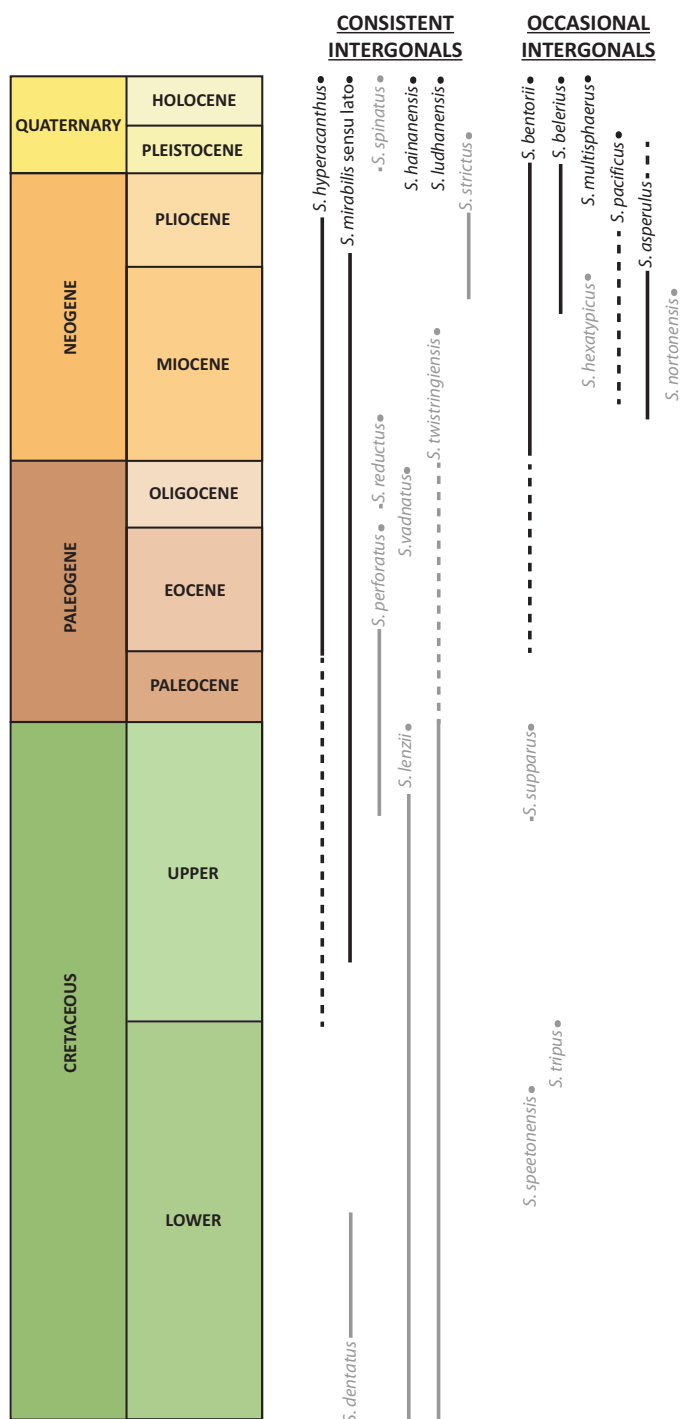 CONSISTENT
INTERGONALS
OCCASIONAL
INTERGONALS
QUATERNARY
HOLOCENE
PLEISTOCENE
NEOGENE
PLIOCENE
MIOCENE
PALEOGENE
OLIGOCENE
EOCENE
PALEOCENE
CRETACEOUS
UPPER
LOWER
S. hyperacanthus
S. mirabilis sensu lato
S. spinatus
S. hainanensis
S. ludhanensis
S. strictus
S. reductus
S. perforatus
S.vadnatus
S. twistringiensis
S. lenzii
S. dentatus
S. bentorii
S. belerius
S. multisphaerus
S. pacificus
S. asperulus
S. hexatypicus
S. nortonensis
S. supparus
S. tripus
S. speetonensis